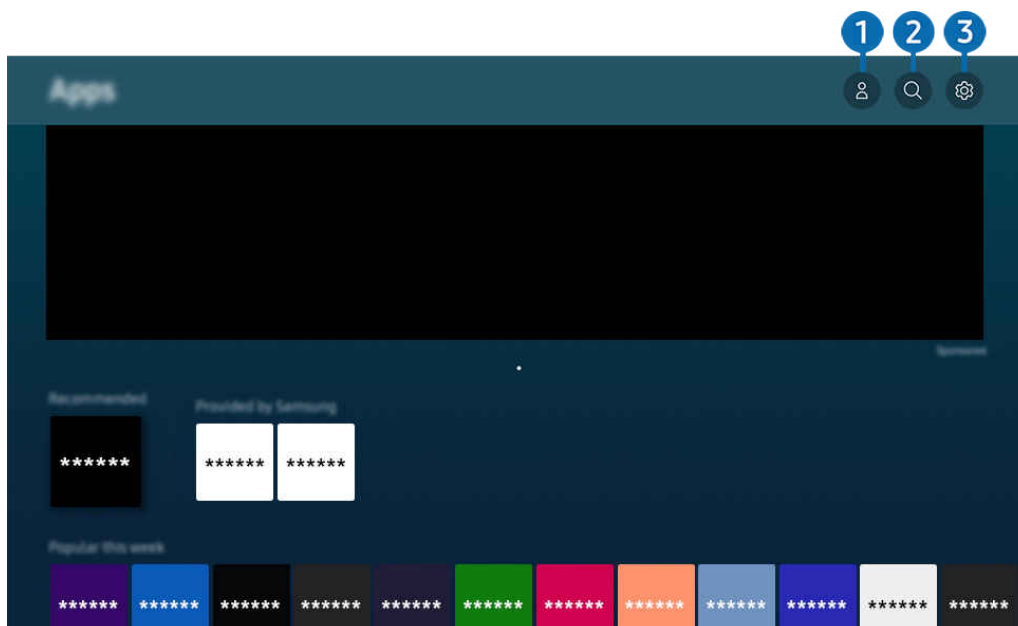 1 2 3
Apps
Sponsored
Recommended
Provided by Samsung
****** ****** ******
Popular this week
****** ****** ****** ****** ****** ****** ****** ****** ****** ****** ****** ******